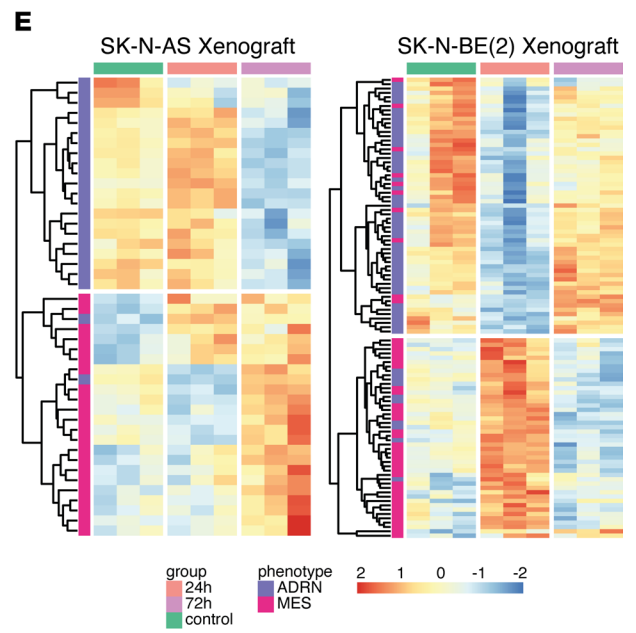 E
SK-N-AS Xenograft
SK-N-BE(2) Xenograft
group
24h
72h
control
phenotype
ADRN
MES
2 1 0 -1 -2